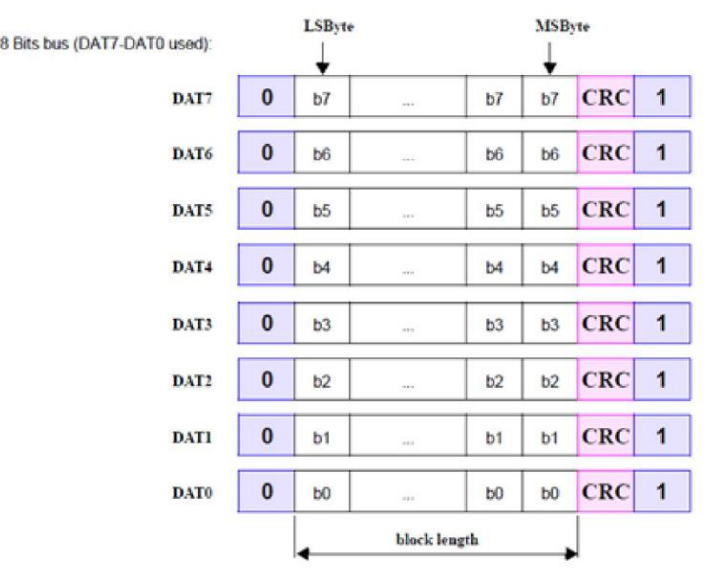 LSByte MSByte
8 Bits bus (DAT7-DAT0 used):
DAT7 0 b7 ... b7 b7 CRC 1
DAT6 0 b6 ... b6 b6 CRC 1
DAT5 0 b5 ... b5 b5 CRC 1
DAT4 0 b4 ... b4 b4 CRC 1
DAT3 0 b3 ... b3 b3 CRC 1
DAT2 0 b2 ... b2 b2 CRC 1
DAT1 0 b1 ... b1 b1 CRC 1
DAT0 0 b0 ... b0 b0 CRC 1
block length